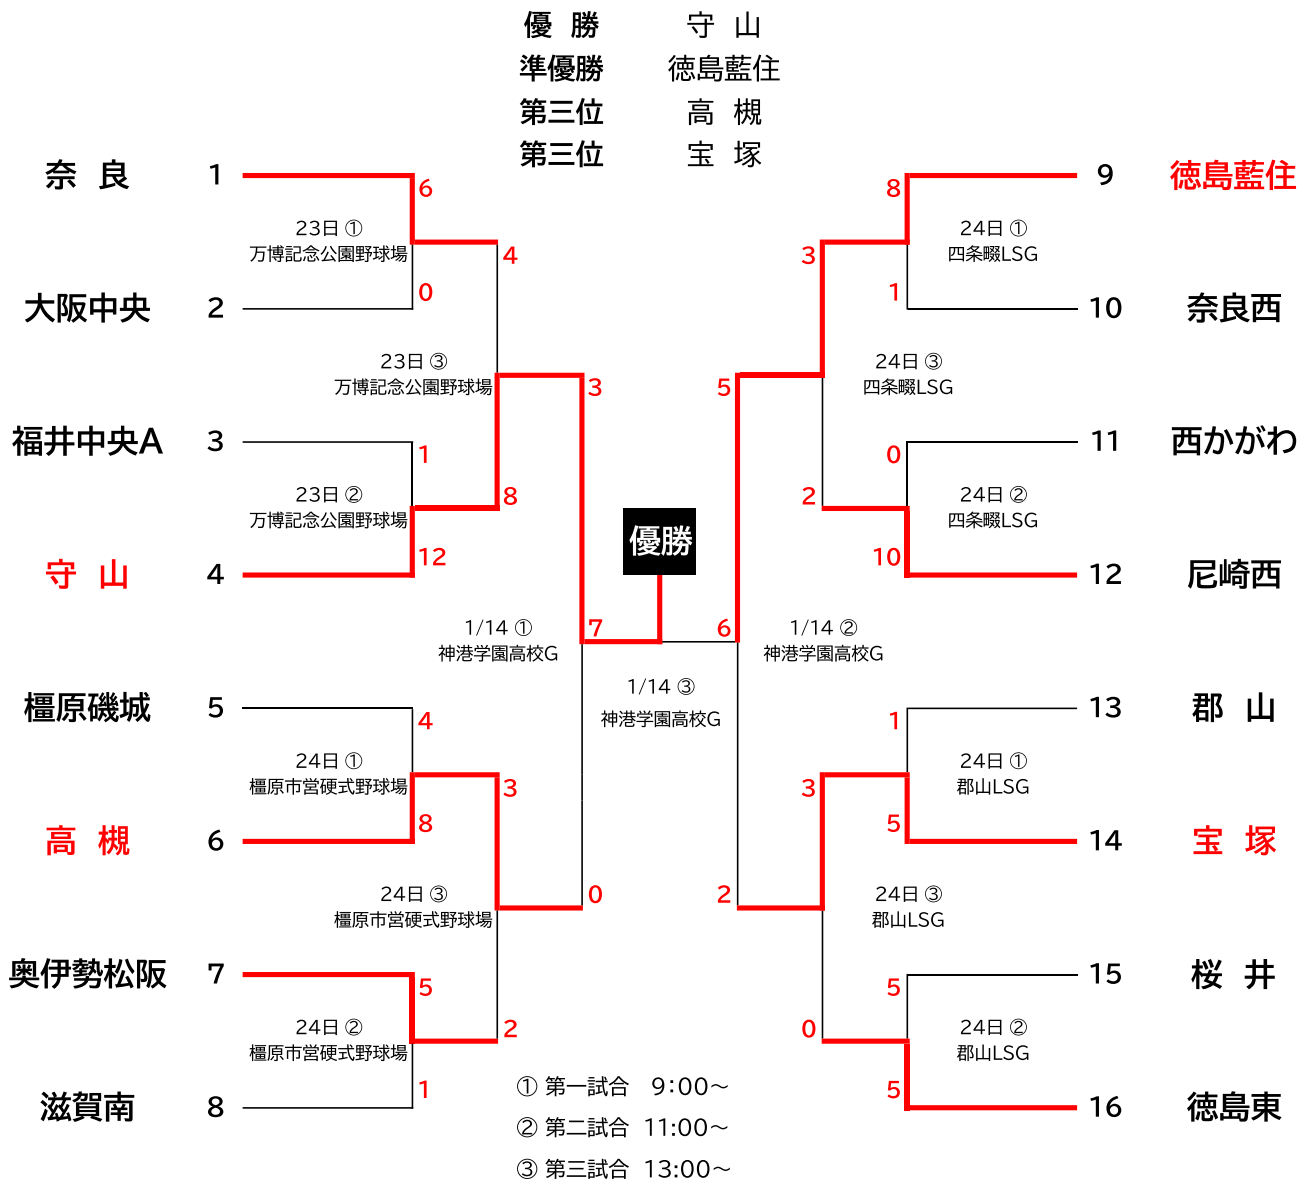 優 勝 守 山
準優勝 徳島藍住
第三位 高 槻
第三位 宝 塚
奈 良 1
6
23日 ①
万博記念公園野球場
4
0
大阪中央 2
23日 ③
万博記念公園野球場
3
福井中央A 3
1
23日 ②
万博記念公園野球場
8
12
守 山 4
1/14 ①
神港学園高校G
7
橿原磯城 5
4
24日 ①
橿原市営硬式野球場
3
8
高 槻 6
24日 ③
橿原市営硬式野球場
0
奥伊勢松阪 7
5
24日 ②
橿原市営硬式野球場
2
1
滋賀南 8
優勝
1/14 ③
神港学園高校G
9 徳島藍住
8
24日 ①
四条畷LSG
3
1
10 奈良西
24日 ③
四条畷LSG
5
11 西かがわ
0
24日 ②
四条畷LSG
2
10
12 尼崎西
6
1/14 ②
神港学園高校G
13 郡 山
1
24日 ①
郡山LSG
3
5
14 宝 塚
24日 ③
郡山LSG
2
15 桜 井
5
24日 ②
郡山LSG
0
5
16 徳島東
① 第一試合 9:00～
② 第二試合 11:00～
③ 第三試合 13:00～